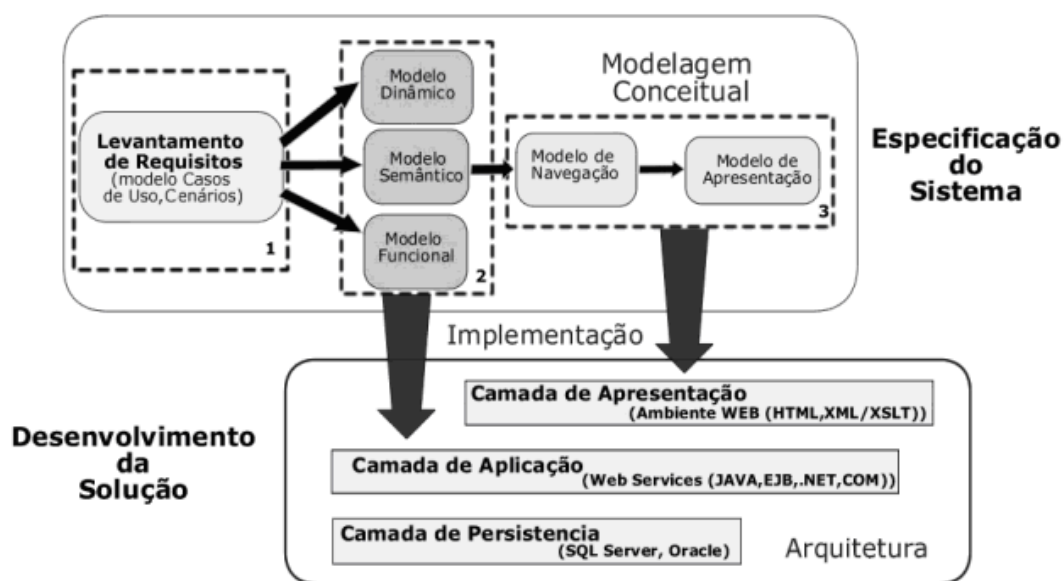 Modelagem
Conceitual
Levantamento
de Requisitos
(modelo Casos
de Uso,Cenários)
1
Modelo
Dinâmico
Modelo
Semântico
Modelo
Funcional
2
Modelo de
Navegação
Modelo de
Apresentação
3
Especificação
do
Sistema
Implementação
Desenvolvimento
da
Solução
Camada de Apresentação
(Ambiente WEB (HTML,XML/XSLT))
Camada de Aplicação
(Web Services (JAVA,EJB,.NET,COM))
Camada de Persistencia
(SQL Server, Oracle)
Arquitetura